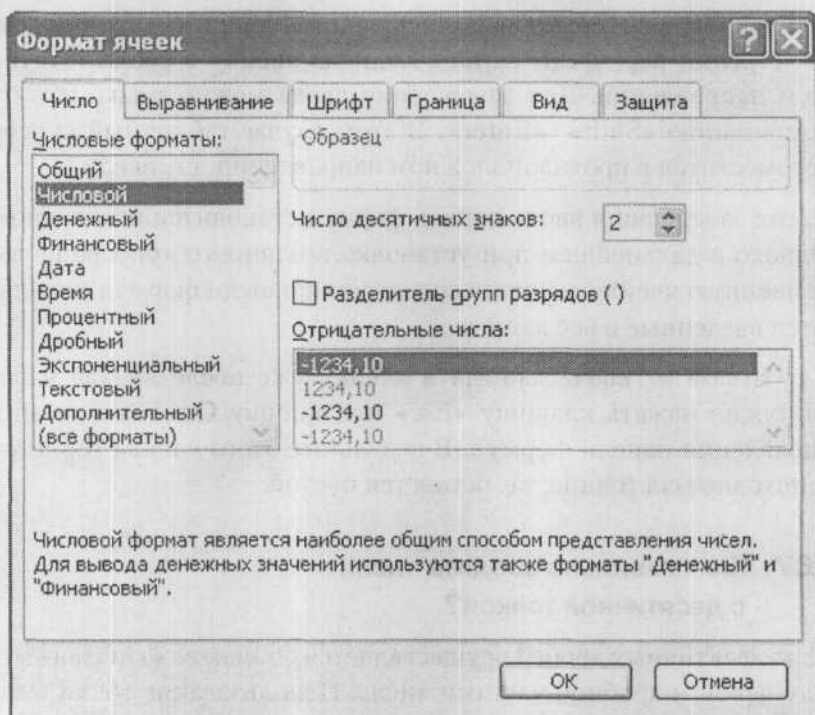 Формат ячеек
Число Выравнивание Шрифт Граница Вид Защита
Числовые форматы:
Общий
Числовой
Денежный
Финансовый
Дата
Время
Процентный
Дробный
Экспоненциальный
Текстовый
Дополнительный
(все форматы)
Образец
Число десятичных знаков: 2
Разделитель групп разрядов ( )
Отрицательные числа:
-1234,10
1234,10
-1234,10
-1234,10
Числовой формат является наиболее общим способом представления чисел.
Для вывода денежных значений используются также форматы "Денежный" и
"Финансовый".
ОК Отмена